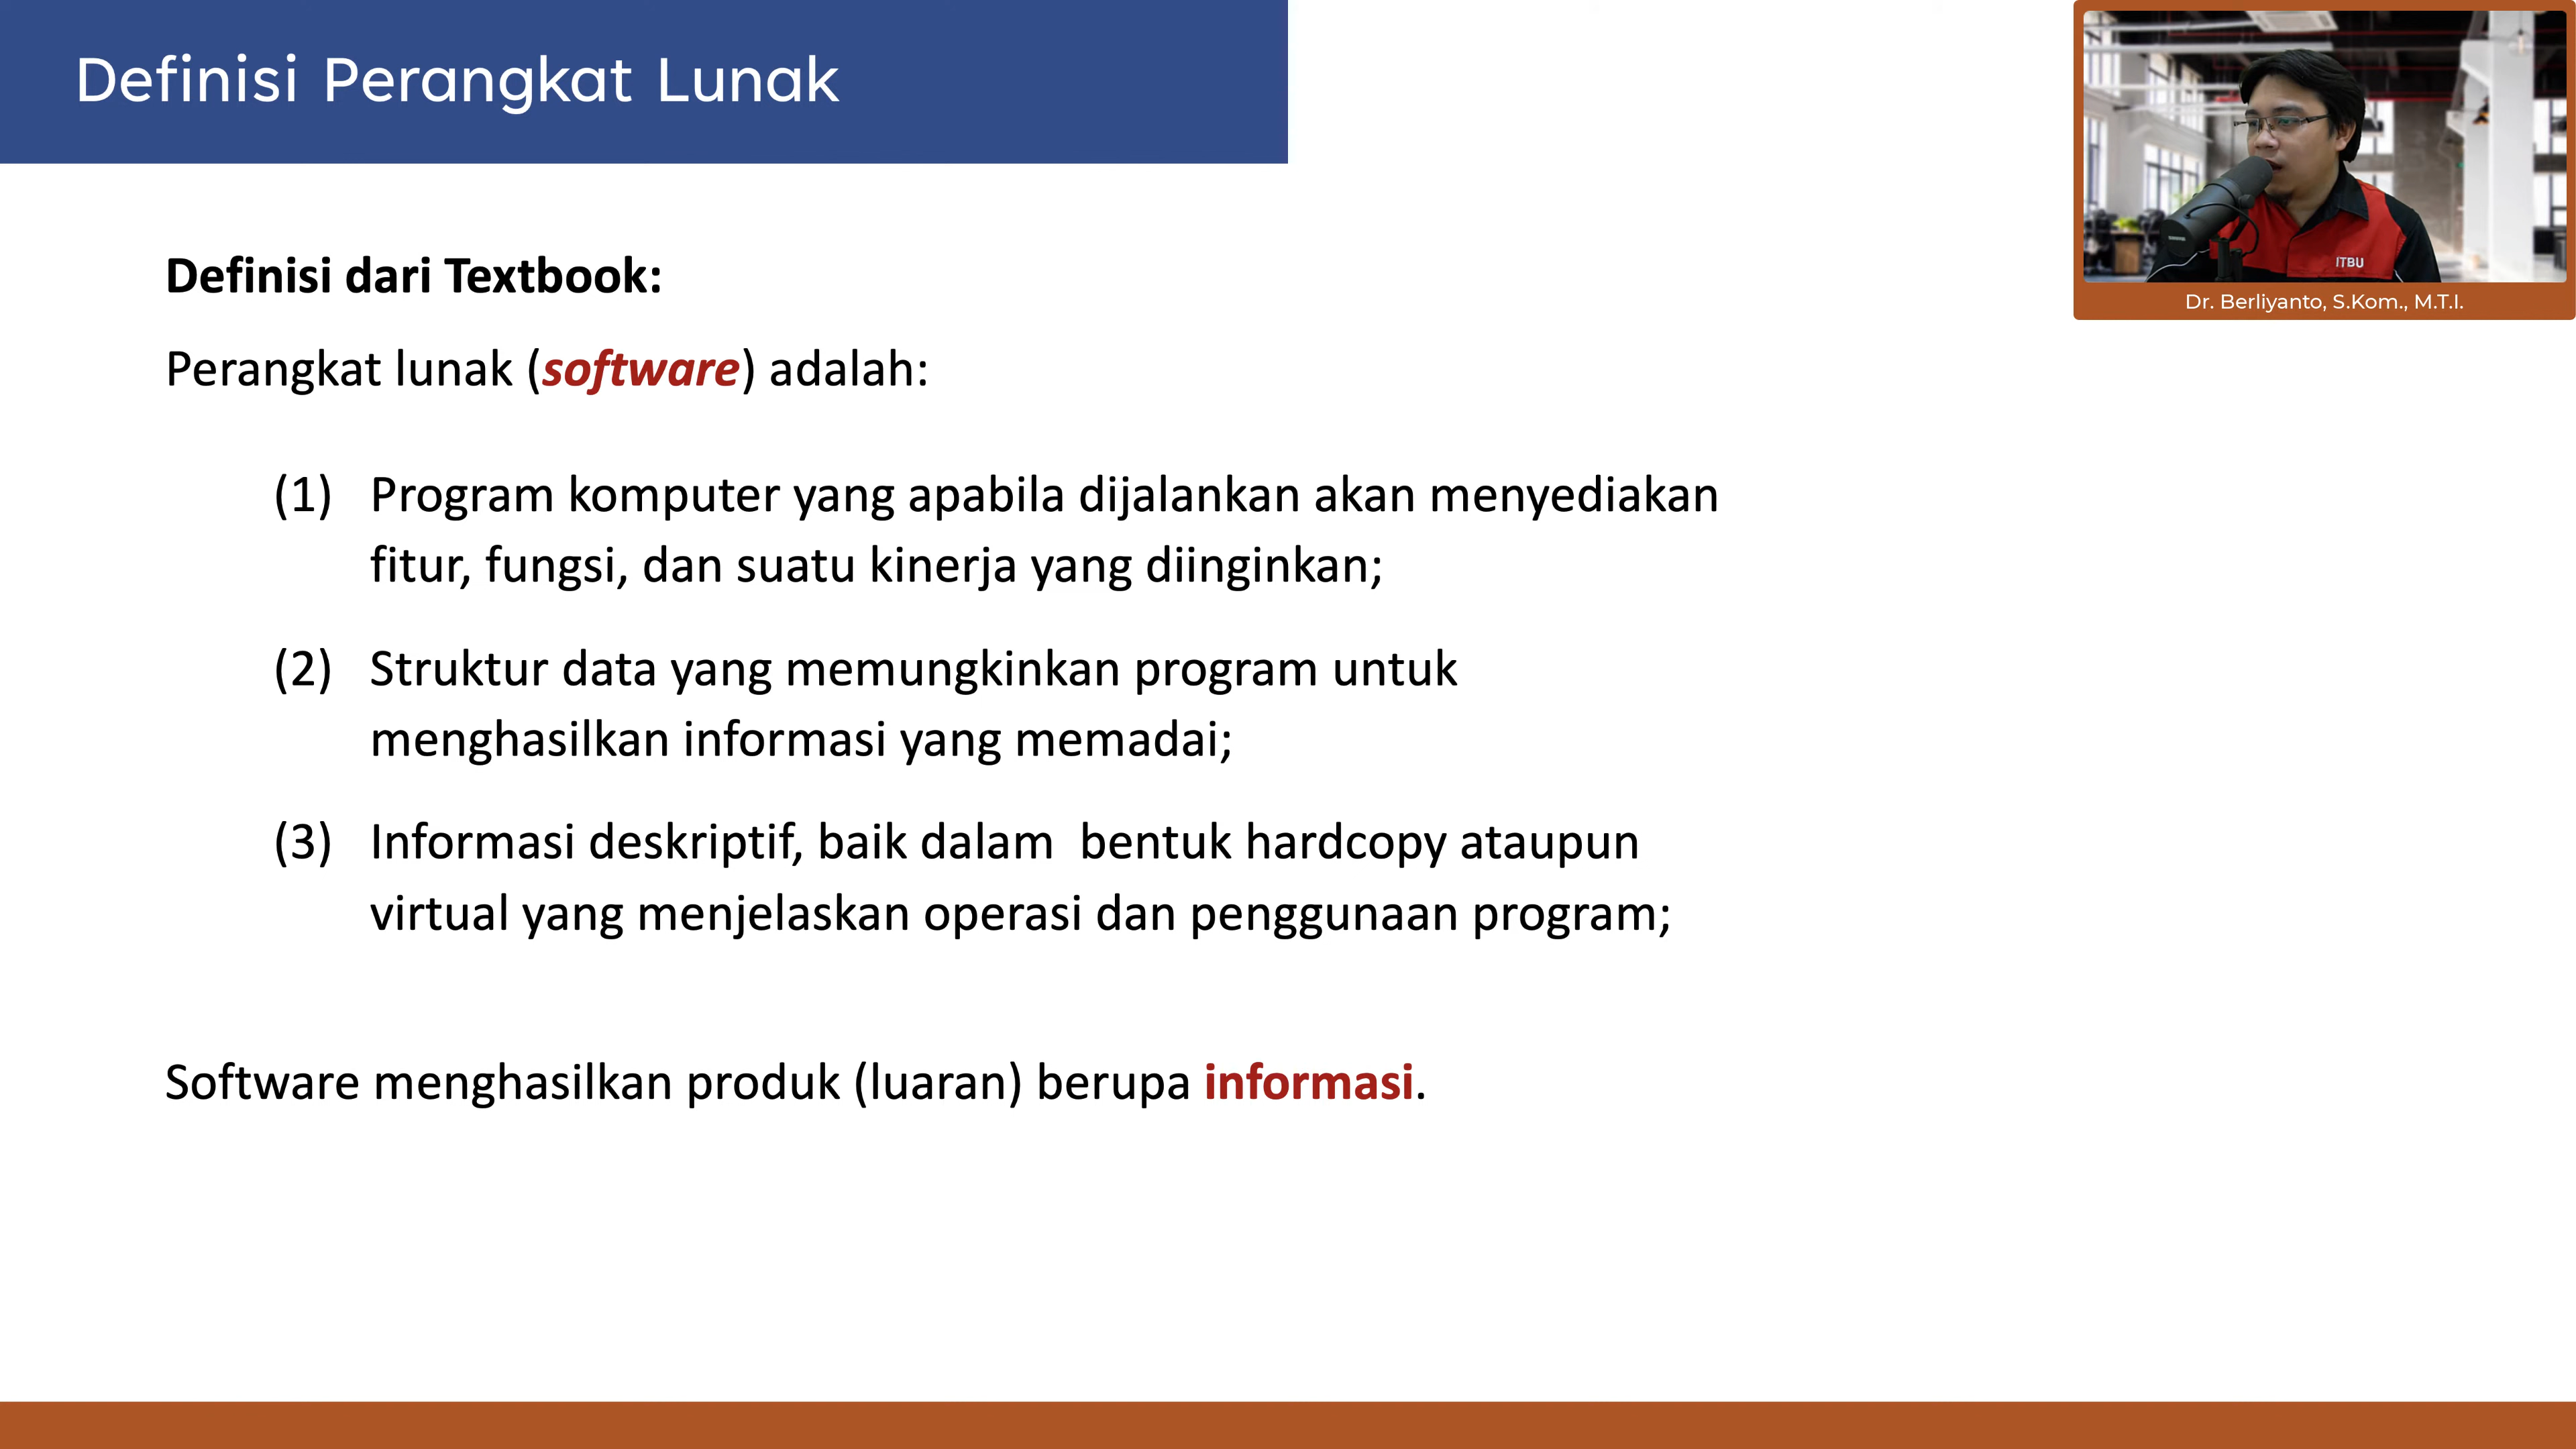 Definisi Perangkat Lunak
ITBU
Dr. Berliyanto, S.Kom., M.T.I.
Definisi dari Textbook:
Perangkat lunak (software) adalah:
(1) Program komputer yang apabila dijalankan akan menyediakan
fitur, fungsi, dan suatu kinerja yang diinginkan;
(2) Struktur data yang memungkinkan program untuk
menghasilkan informasi yang memadai;
(3) Informasi deskriptif, baik dalam  bentuk hardcopy ataupun
virtual yang menjelaskan operasi dan penggunaan program;
Software menghasilkan produk (luaran) berupa informasi.